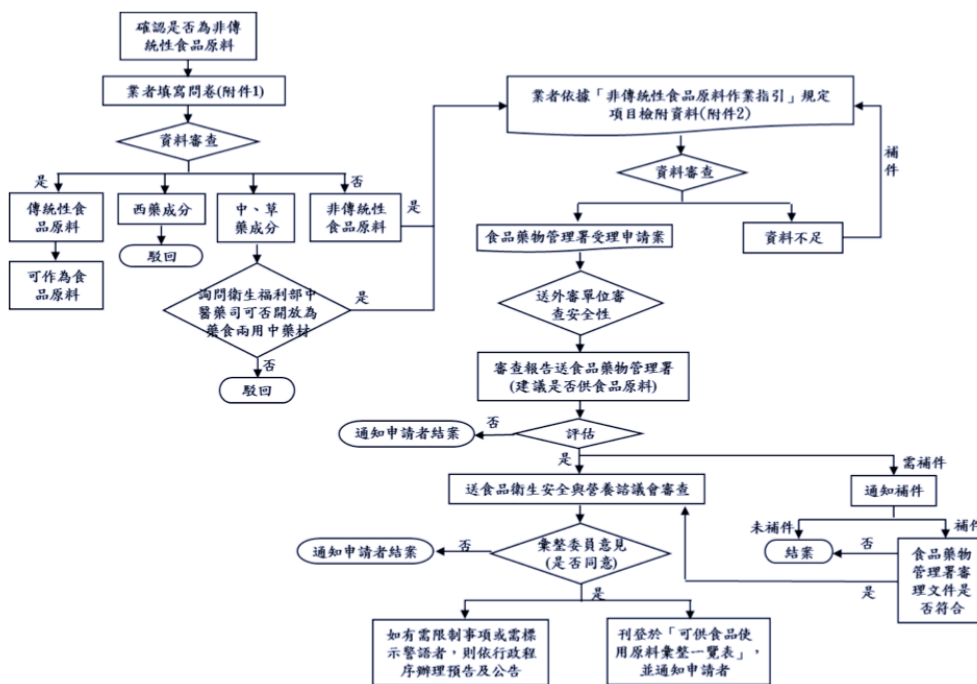 確認是否為非傳
統性食品原料
業者填寫問卷(附件1)
資料審查
是
否
傳統性食
品原料
西藥成分
中、草
藥成分
非傳統性
食品原料
是
駁回
可作為食
品原料
詢問衛生福利部中
醫藥司可否開放為
藥食兩用中藥材
是
否
駁回
業者依據「非傳統性食品原料作業指引」規定
項目檢附資料(附件2)
補
件
資料審查
食品藥物管理署受理申請案
資料不足
送外審單位審
查安全性
審查報告送食品藥物管理署
(建議是否供食品原料)
否
通知申請者結案
評估
是
需補件
送食品衛生安全與營養諮議會審查
通知補件
未補件
補件
結案
否
食品藥物
管理署審
理文件是
否符合
是
彙整委員意見
(是否同意)
否
通知申請者結案
是
如有需限制事項或需標
示警語者，則依行政程
序辦理預告及公告
刊登於「可供食品使
用原料彙整一覽表」，
並通知申請者